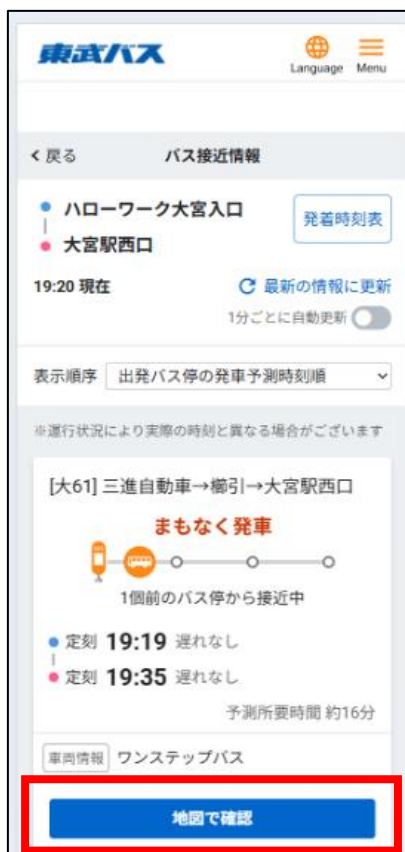 東武バス
Language Menu
戻る バス接近情報
ハローワーク大宮入口
発着時刻表
大宮駅西口
19:20 現在 最新の情報に更新
1分ごとに自動更新
表示順序 出発バス停の発車予測時刻順
※運行状況により実際の時刻と異なる場合がございます
[大61] 三進自動車→櫛引→大宮駅西口
まもなく発車
1個前のバス停から接近中
定刻 19:19 遅れなし
定刻 19:35 遅れなし
予測所要時間 約16分
車両情報 ワンステップバス
地図で確認